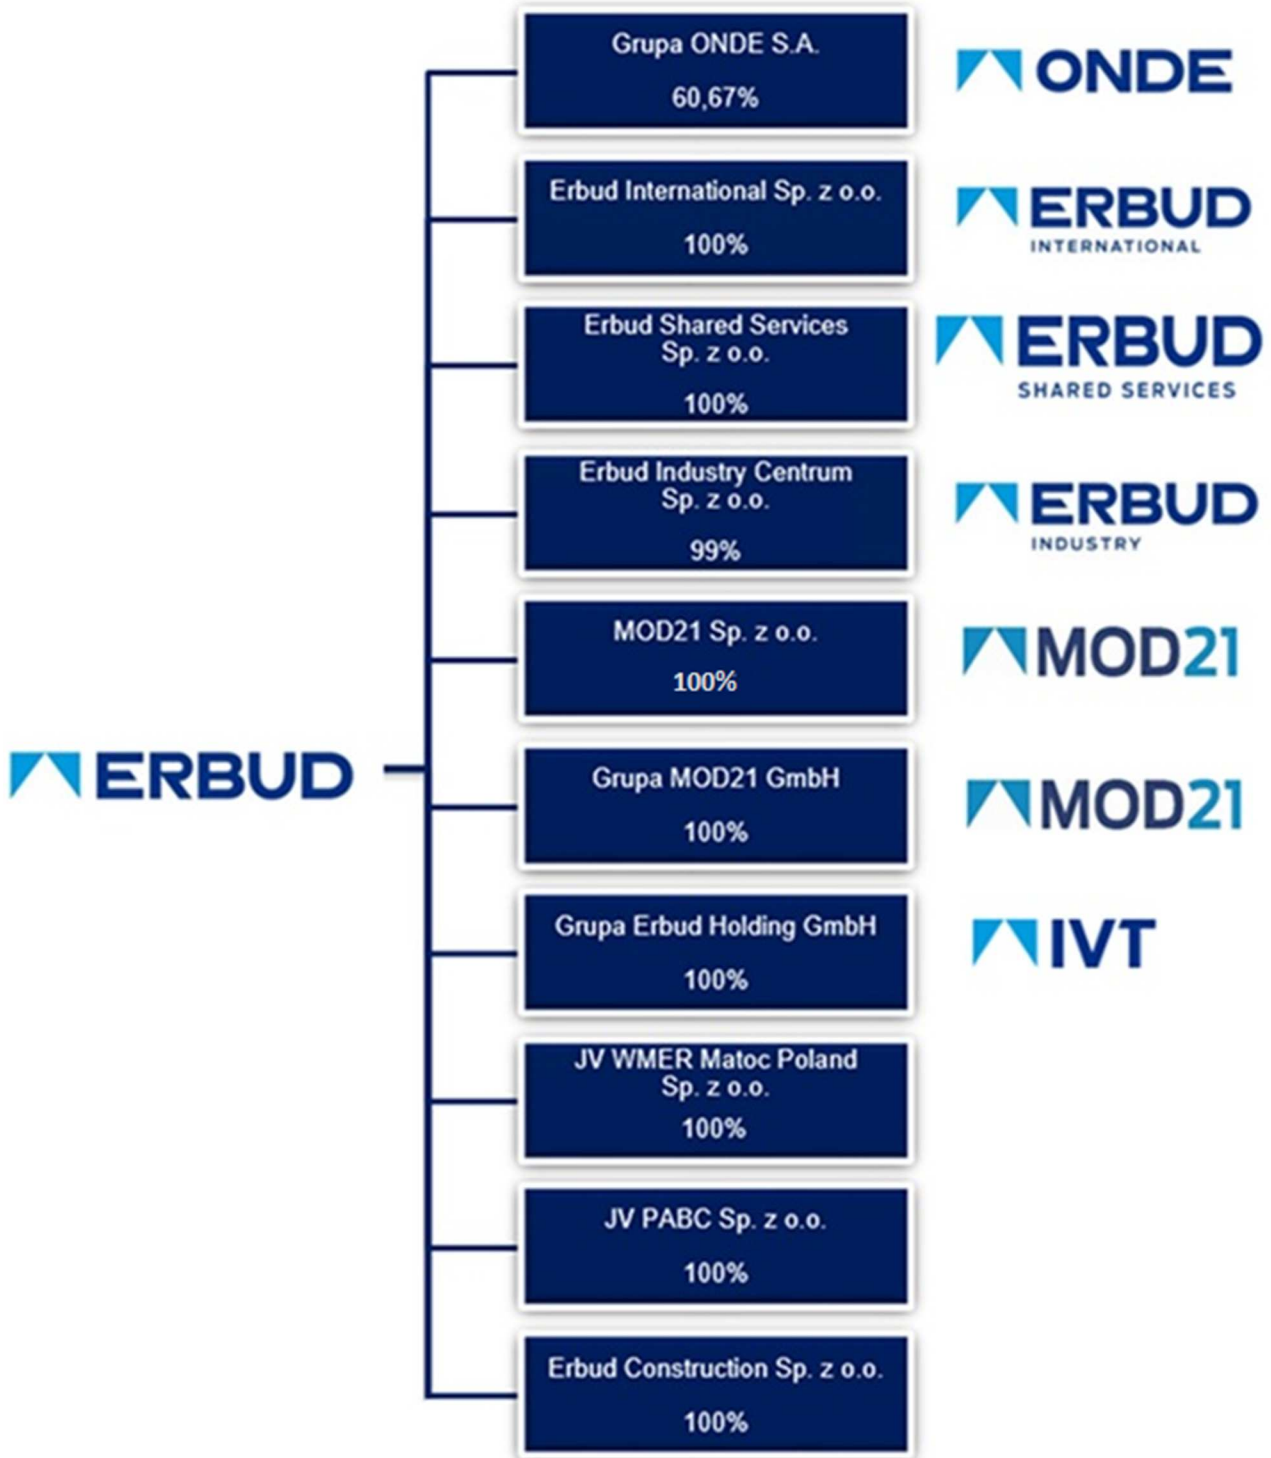 Grupa ONDE S.A.
60,67%
ONDE
Erbud International Sp. z o.o.
100%
ERBUD
INTERNATIONAL
Erbud Shared Services
Sp. z o.o.
100%
ERBUD
SHARED SERVICES
Erbud Industry Centrum
Sp. z o.o.
99%
ERBUD
INDUSTRY
MOD21 Sp. z o.o.
100%
MOD21
ERBUD
Grupa MOD21 GmbH
100%
MOD21
Grupa Erbud Holding GmbH
100%
IVT
JV WMER Matoc Poland
Sp. z o.o.
100%
JV PABC Sp. z o.o.
100%
Erbud Construction Sp. z o.o.
100%